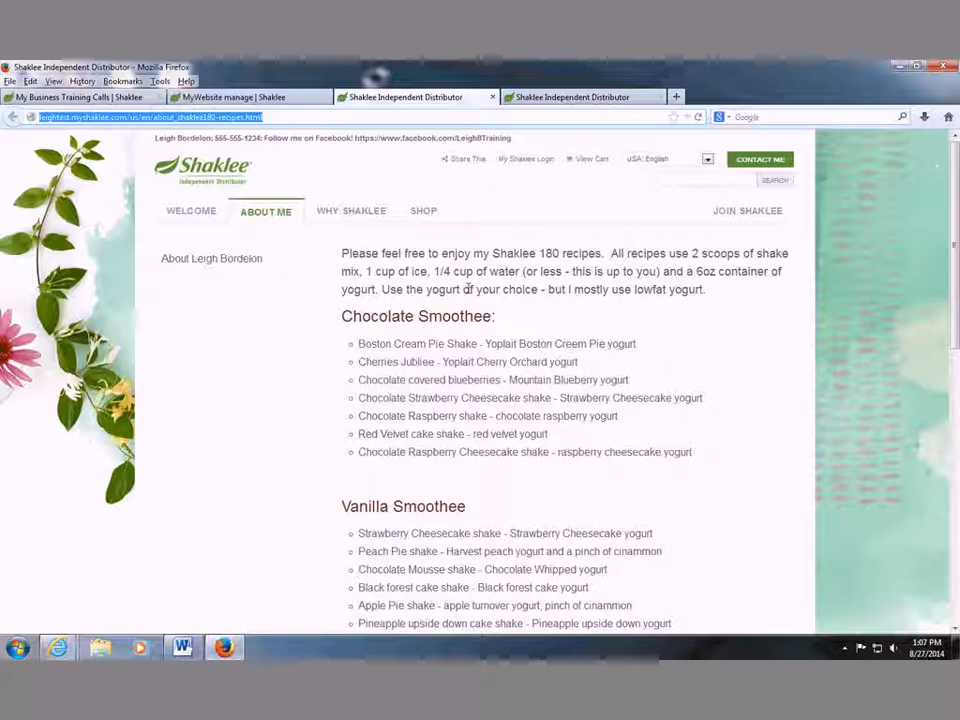 Shaklee Independent Distributor - Mozilla Firefox
File Edit View History Bookmarks Tools Help
My Business Training Calls | Shaklee
MyWebsite manage | Shaklee
Shaklee Independent Distributor
Shaklee Independent Distributor
leightest.myshaklee.com/us/en/about_shaklee180-recipes.html
Google
Leigh Bordelon; 555-555-1234; Follow me on Facebook! https://www.facebook.com/LeighBTraining
Shaklee
Independent Distributor
Share This
My Shaklee Login
View Cart
USA: English
CONTACT ME
SEARCH
WELCOME
ABOUT ME
WHY SHAKLEE
SHOP
JOIN SHAKLEE
About Leigh Bordelon
Please feel free to enjoy my Shaklee 180 recipes. All recipes use 2 scoops of shake
mix, 1 cup of ice, 1/4 cup of water (or less - this is up to you) and a 6oz container of
yogurt. Use the yogurt of your choice - but I mostly use lowfat yogurt.
Chocolate Smoothee:
Boston Cream Pie Shake - Yoplait Boston Creem Pie yogurt
Cherries Jubliee - Yoplait Cherry Orchard yogurt
Chocolate covered blueberries - Mountain Blueberry yogurt
Chocolate Strawberry Cheesecake shake - Strawberry Cheesecake yogurt
Chocolate Raspberry shake - chocolate raspberry yogurt
Red Velvet cake shake - red velvet yogurt
Chocolate Raspberry Cheesecake shake - raspberry cheesecake yogurt
Vanilla Smoothee
Strawberry Cheesecake shake - Strawberry Cheesecake yogurt
Peach Pie shake - Harvest peach yogurt and a pinch of cinammon
Chocolate Mousse shake - Chocolate Whipped yogurt
Black forest cake shake - Black forest cake yogurt
Apple Pie shake - apple turnover yogurt, pinch of cinammon
Pineapple upside down cake shake - Pineapple upside down yogurt
1:07 PM
8/27/2014